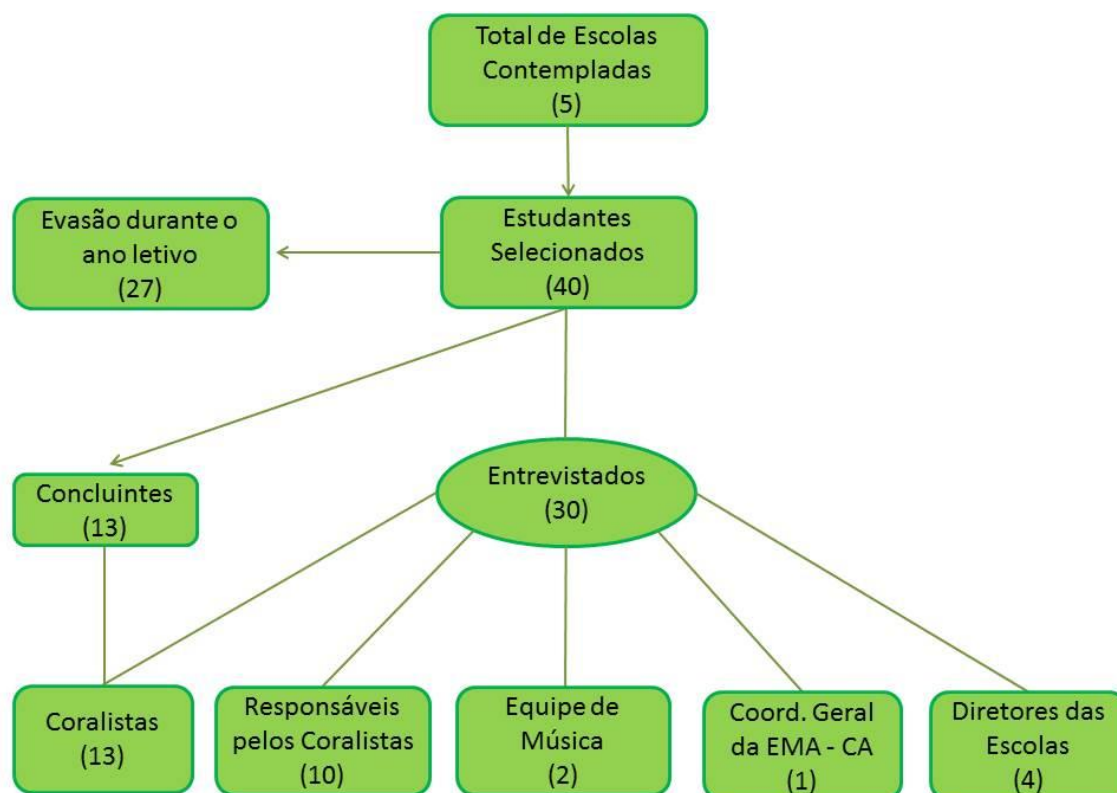 Total de Escolas
Contempladas
(5)
Evasão durante o
ano letivo
(27)
Estudantes
Selecionados
(40)
Concluintes
(13)
Entrevistados
(30)
Coralistas
(13)
Responsáveis
pelos Coralistas
(10)
Equipe de
Música
(2)
Coord. Geral
da EMA - CA
(1)
Diretores das
Escolas
(4)